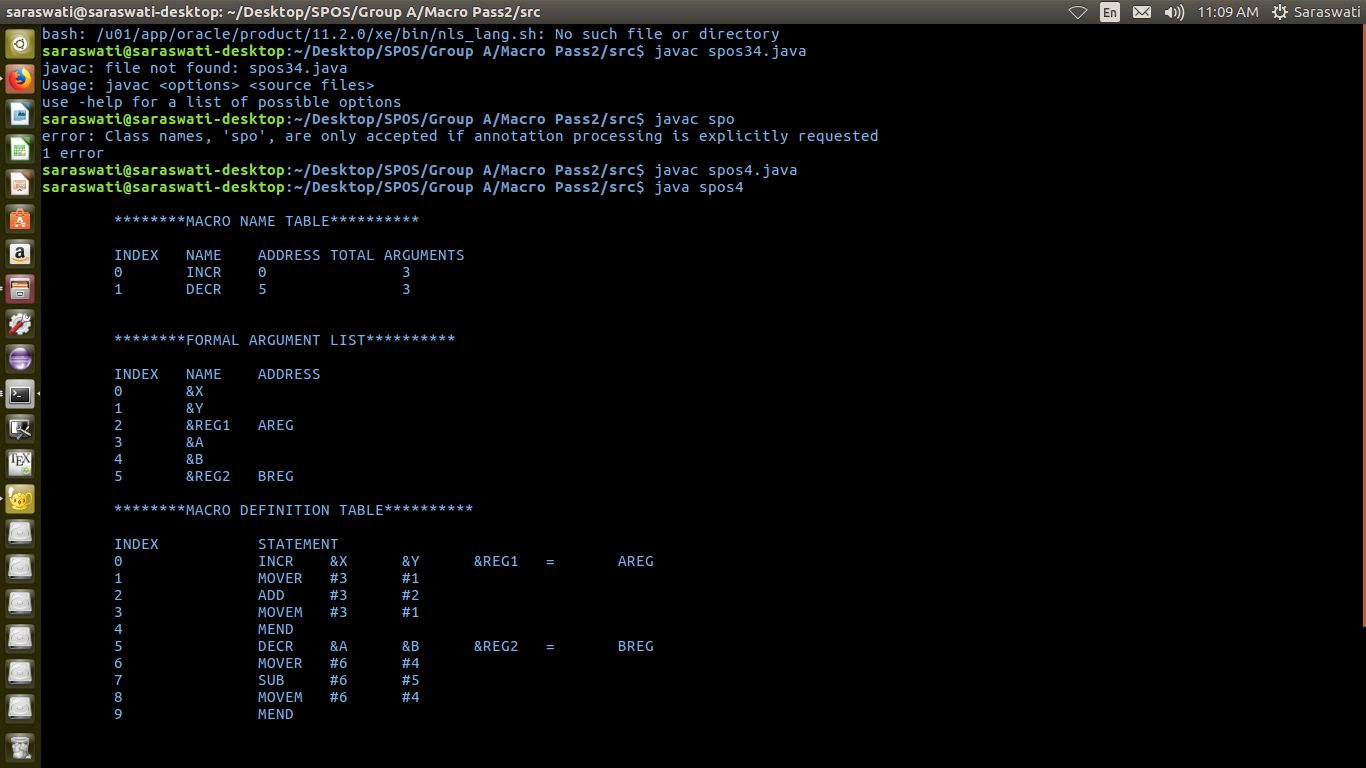 saraswati@saraswati-desktop: ~/Desktop/SPOS/Group A/Macro Pass2/src
En
11:09 AM
Saraswati
bash: /u01/app/oracle/product/11.2.0/xe/bin/nls_lang.sh: No such file or directory
saraswati@saraswati-desktop:~/Desktop/SPOS/Group A/Macro Pass2/src$ javac spos34.java
javac: file not found: spos34.java
Usage: javac <options> <source files>
use -help for a list of possible options
saraswati@saraswati-desktop:~/Desktop/SPOS/Group A/Macro Pass2/src$ javac spo
error: Class names, 'spo', are only accepted if annotation processing is explicitly requested
1 error
saraswati@saraswati-desktop:~/Desktop/SPOS/Group A/Macro Pass2/src$ javac spos4.java
saraswati@saraswati-desktop:~/Desktop/SPOS/Group A/Macro Pass2/src$ java spos4
********MACRO NAME TABLE**********
INDEX NAME ADDRESS TOTAL ARGUMENTS
0 INCR 0 3
1 DECR 5 3
********FORMAL ARGUMENT LIST**********
INDEX NAME ADDRESS
0 &X
1 &Y
2 &REG1 AREG
3 &A
4 &B
5 &REG2 BREG
********MACRO DEFINITION TABLE**********
INDEX STATEMENT
0 INCR &X &Y &REG1 = AREG
1 MOVER #3 #1
2 ADD #3 #2
3 MOVEM #3 #1
4 MEND
5 DECR &A &B &REG2 = BREG
6 MOVER #6 #4
7 SUB #6 #5
8 MOVEM #6 #4
9 MEND